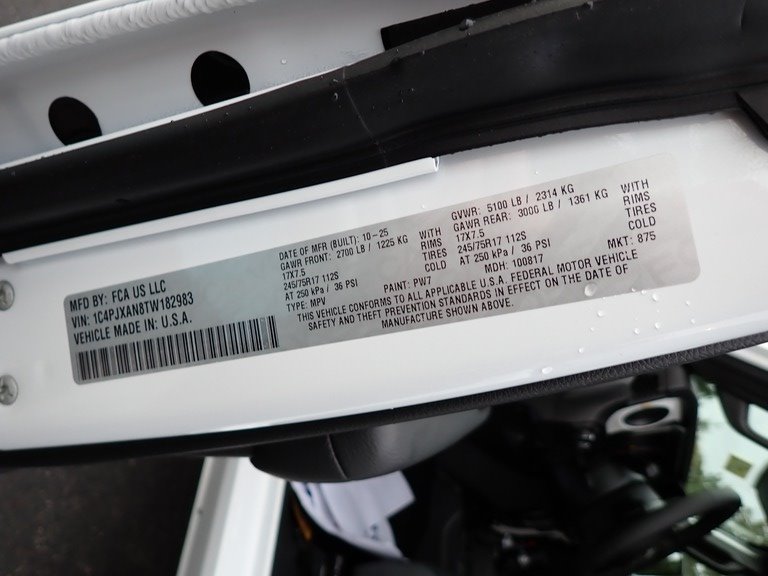 MFD BY: FCA US LLC
VIN: 1C4PJXAN8TW182983
VEHICLE MADE IN U.S.A.
DATE OF MFR (BUILT): 10-25
GAWR FRONT: 2700 LB / 1225 KG WITH
17X7.5 RIMS
245/75R17 112S TIRES
AT 250 kPa / 36 PSI COLD
TYPE: MPV
GVWR: 5100 LB / 2314 KG
GAWR REAR: 3000 LB / 1361 KG WITH
17X7.5 RIMS
245/75R17 112S TIRES
AT 250 kPa / 36 PSI COLD
PAINT: PW7 MDH: 100817 MKT: 875
THIS VEHICLE CONFORMS TO ALL APPLICABLE U.S.A. FEDERAL MOTOR VEHICLE
SAFETY AND THEFT PREVENTION STANDARDS IN EFFECT ON THE DATE OF
MANUFACTURE SHOWN ABOVE.